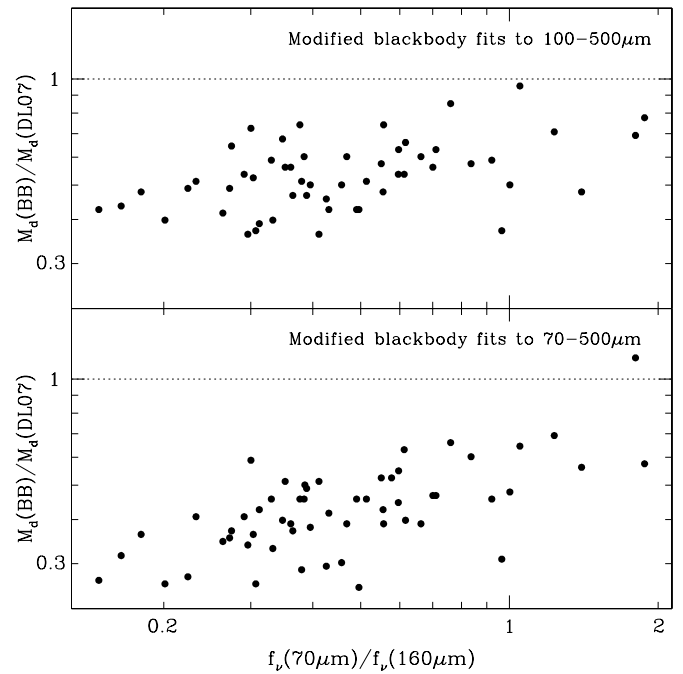 Modified blackbody fits to 100−500μm
1
M_d(BB)/M_d(DL07)
0.3
Modified blackbody fits to 70−500μm
1
M_d(BB)/M_d(DL07)
0.3
0.2
1
2
f_ν(70μm)/f_ν(160μm)